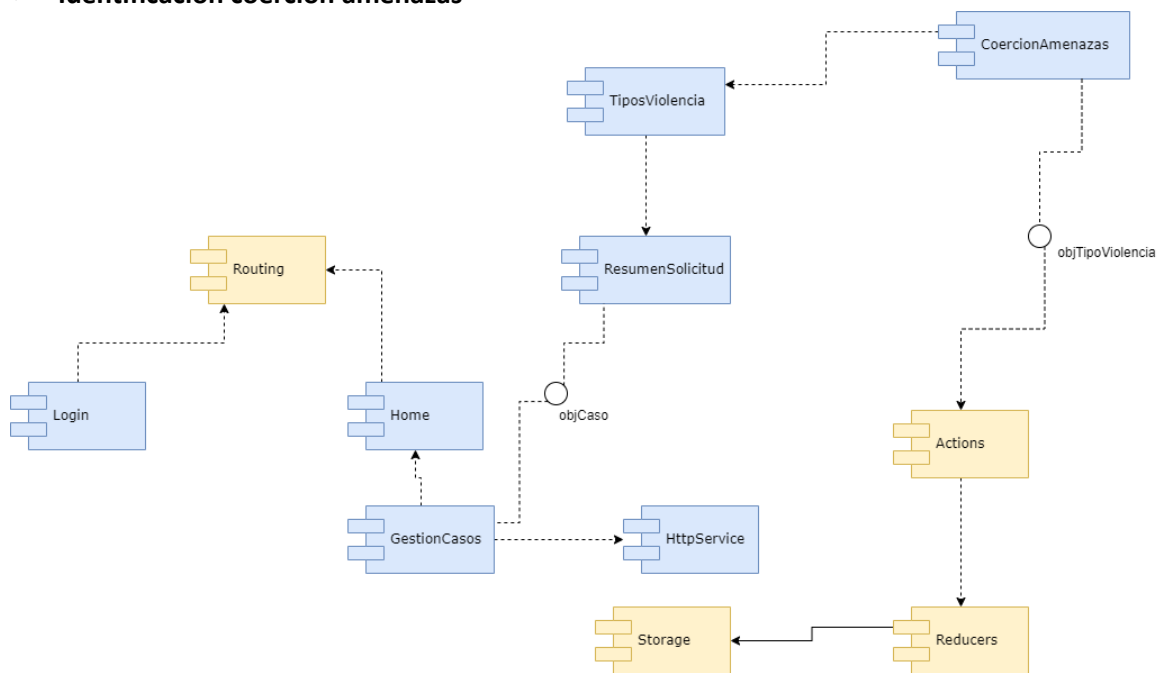 Identificación coerción amenazas
CoercionAmenazas
TiposViolencia
objTipoViolencia
Routing
ResumenSolicitud
Login
Home
objCaso
Actions
GestionCasos
HttpService
Storage
Reducers